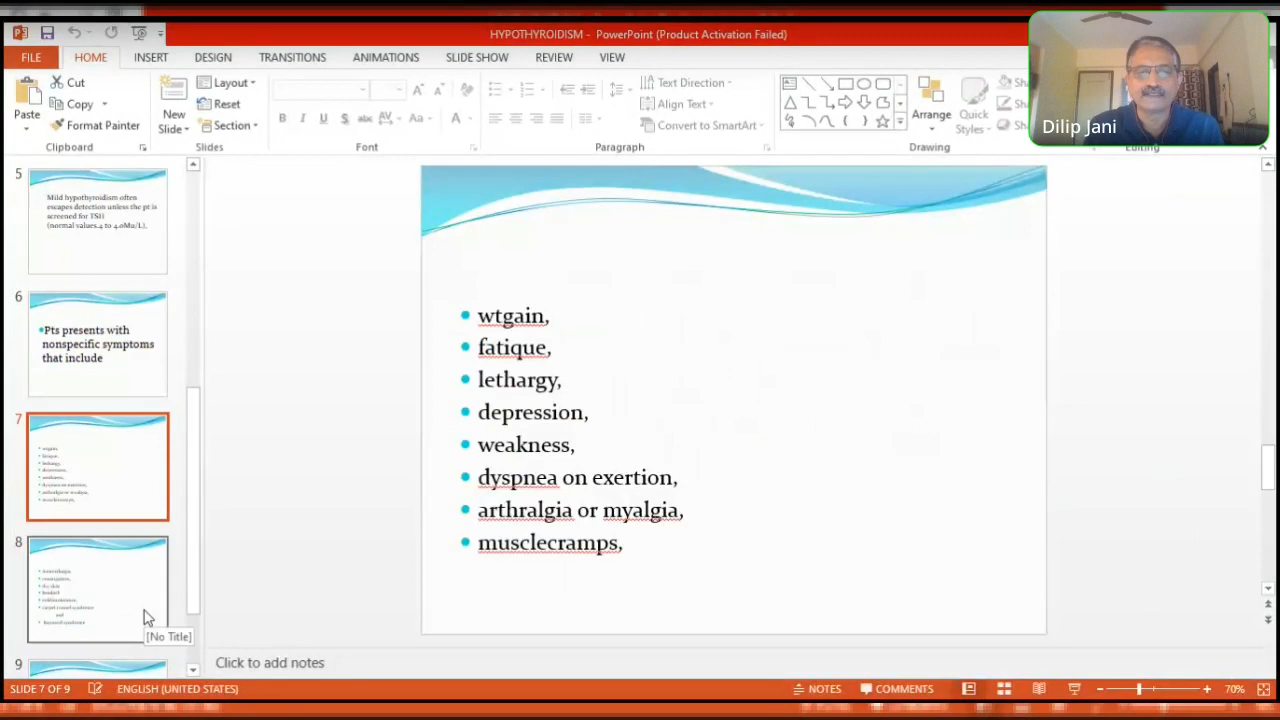 HYPOTHYROIDISM - PowerPoint (Product Activation Failed)
FILE HOME INSERT DESIGN TRANSITIONS ANIMATIONS SLIDE SHOW REVIEW VIEW
Paste
Cut
Copy
Format Painter
Clipboard
New
Slide
Layout
Reset
Section
Slides
Font
Text Direction
Align Text
Convert to SmartArt
Paragraph
Arrange
Quick
Styles
Drawing
Editing
Dilip Jani
5
Mild hypothyroidism often
escapes detection unless the pt is
screened for TSH
(normal values.4 to 4.0Mu/L),
6
•Pts presents with
nonspecific symptoms
that include
7
8
[No Title]
9
• wtgain,
• fatique,
• lethargy,
• depression,
• weakness,
• dyspnea on exertion,
• arthralgia or myalgia,
• musclecramps,
Click to add notes
SLIDE 7 OF 9 ENGLISH (UNITED STATES) NOTES COMMENTS 70%